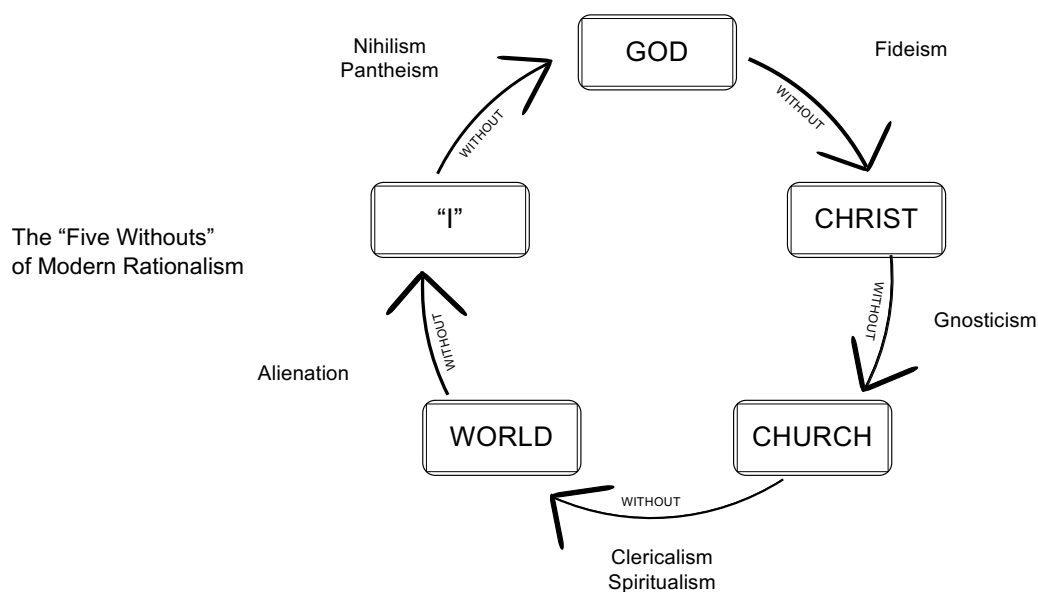 Nihilism
Pantheism
GOD
Fideism
WITHOUT
WITHOUT
The “Five Withouts”
of Modern Rationalism
“I”
CHRIST
WITHOUT
WITHOUT
Gnosticism
Alienation
WORLD
CHURCH
WITHOUT
Clericalism
Spiritualism